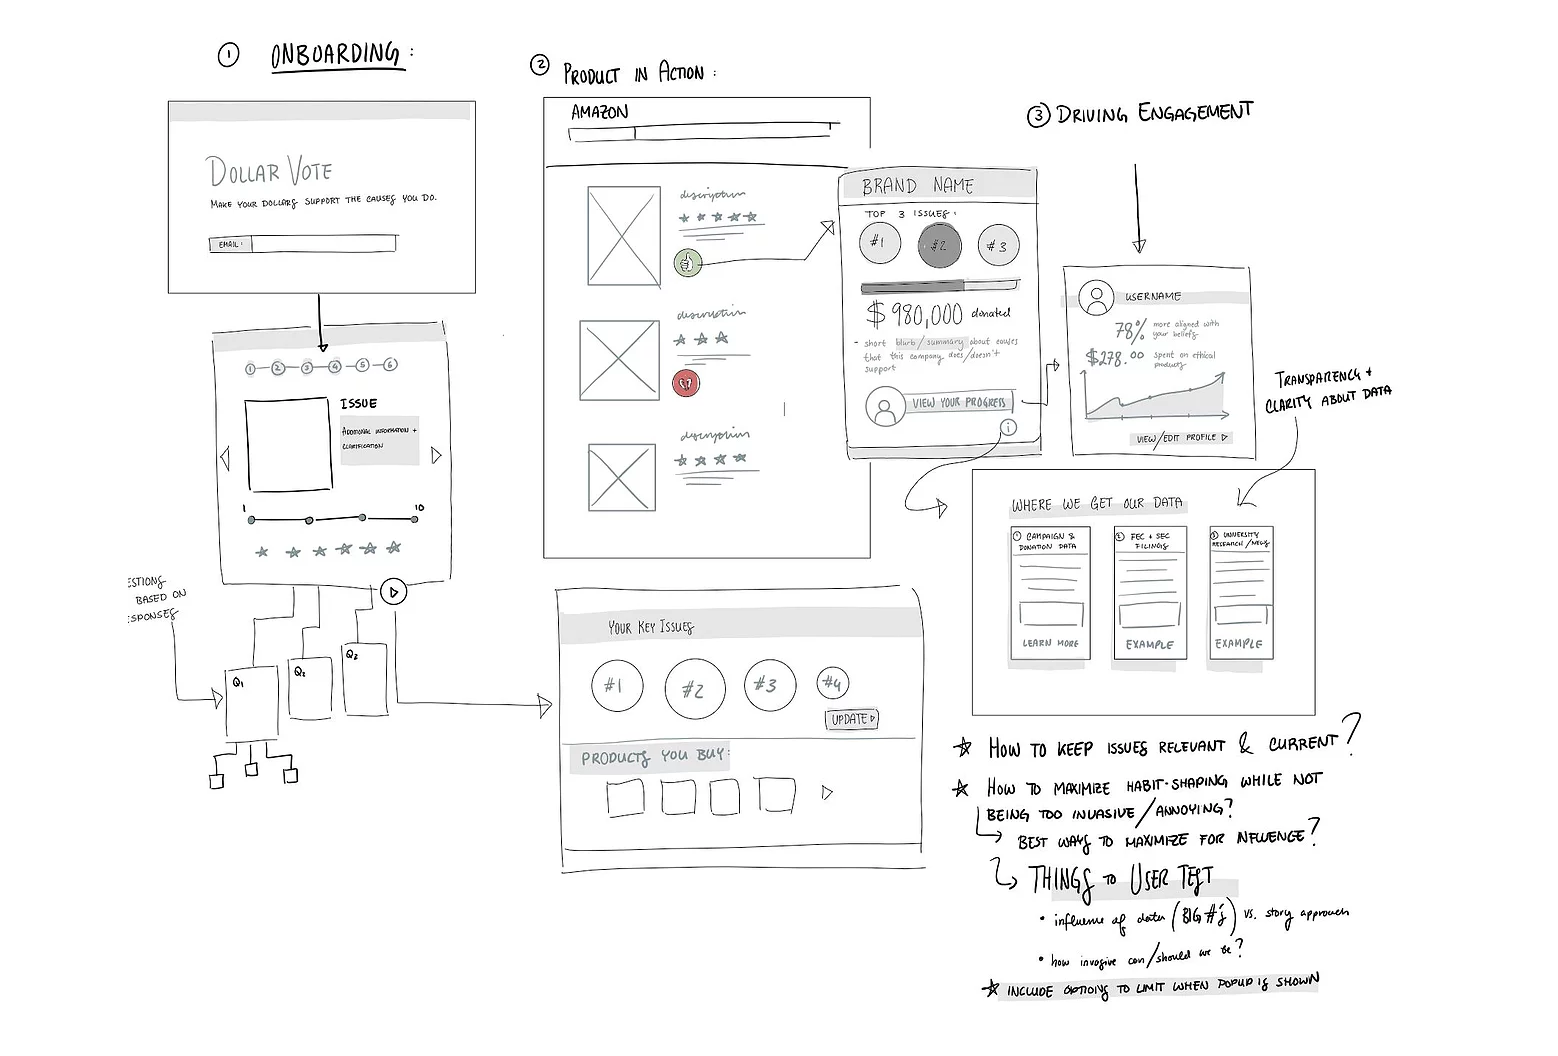 1 ONBOARDING:
DOLLAR VOTE
MAKE YOUR DOLLARS SUPPORT THE CAUSES YOU DO.
EMAIL:
1 2 3 4 5 6
ISSUE
ADDITIONAL INFORMATION +
CLARIFICATION
1 10
ESTIONS
BASED ON
ESPONSES
Q1
Q2
Q3
2 PRODUCT IN ACTION:
AMAZON
description
description
description
BRAND NAME
TOP 3 ISSUES:
#1 #2 #3
$980,000 donated
- short blurb/summary about causes
that this company does/doesn't
support
VIEW YOUR PROGRESS
i
YOUR KEY ISSUES
#1 #2 #3 #4
UPDATE
PRODUCTS YOU BUY:
3 DRIVING ENGAGEMENT
USERNAME
78% more aligned with
your beliefs
$278.00 spent on ethical
products
VIEW/EDIT PROFILE
TRANSPARENCY +
CLARITY ABOUT DATA
WHERE WE GET OUR DATA
1 CAMPAIGN &
DONATION DATA
LEARN MORE
2 FEC + SEC
FILINGS
EXAMPLE
3 UNIVERSITY
RESEARCH/NEWS
EXAMPLE
HOW TO KEEP ISSUES RELEVANT & CURRENT?
HOW TO MAXIMIZE HABIT-SHAPING WHILE NOT
BEING TOO INVASIVE/ANNOYING?
BEST WAYS TO MAXIMIZE FOR INFLUENCE?
THINGS TO USER TEST
• influence of data (BIG #'s) vs. story approach
• how invasive can/should we be?
INCLUDE OPTIONS TO LIMIT WHEN POPUP IS SHOWN